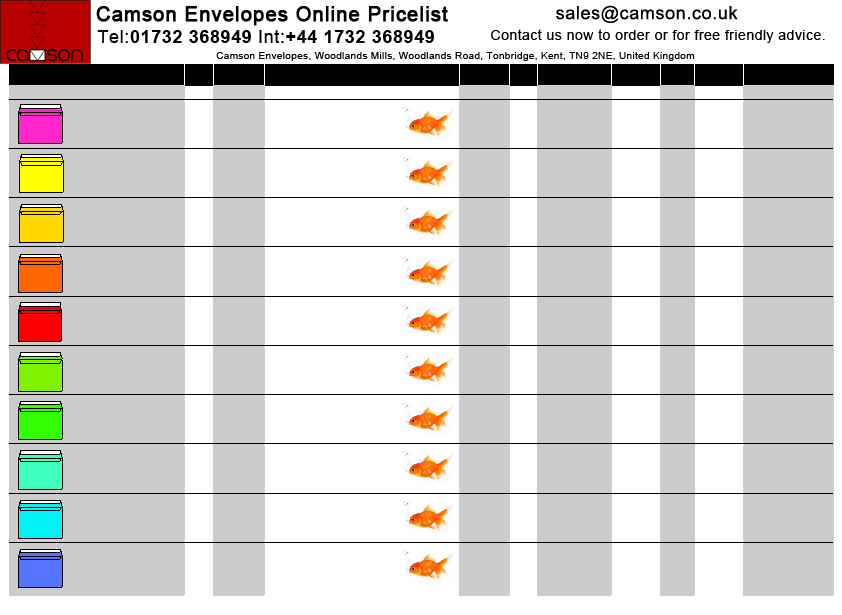 camson
Camson Envelopes Online Pricelist
Tel:01732 368949 Int:+44 1732 368949
sales@camson.co.uk
Contact us now to order or for free friendly advice.
Camson Envelopes, Woodlands Mills, Woodlands Road, Tonbridge, Kent, TN9 2NE, United Kingdom